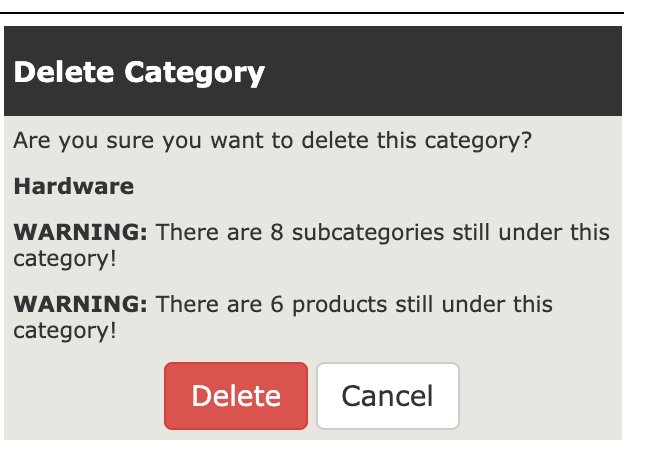 Delete Category
Are you sure you want to delete this category?
Hardware
WARNING: There are 8 subcategories still under this
category!
WARNING: There are 6 products still under this
category!
Delete Cancel